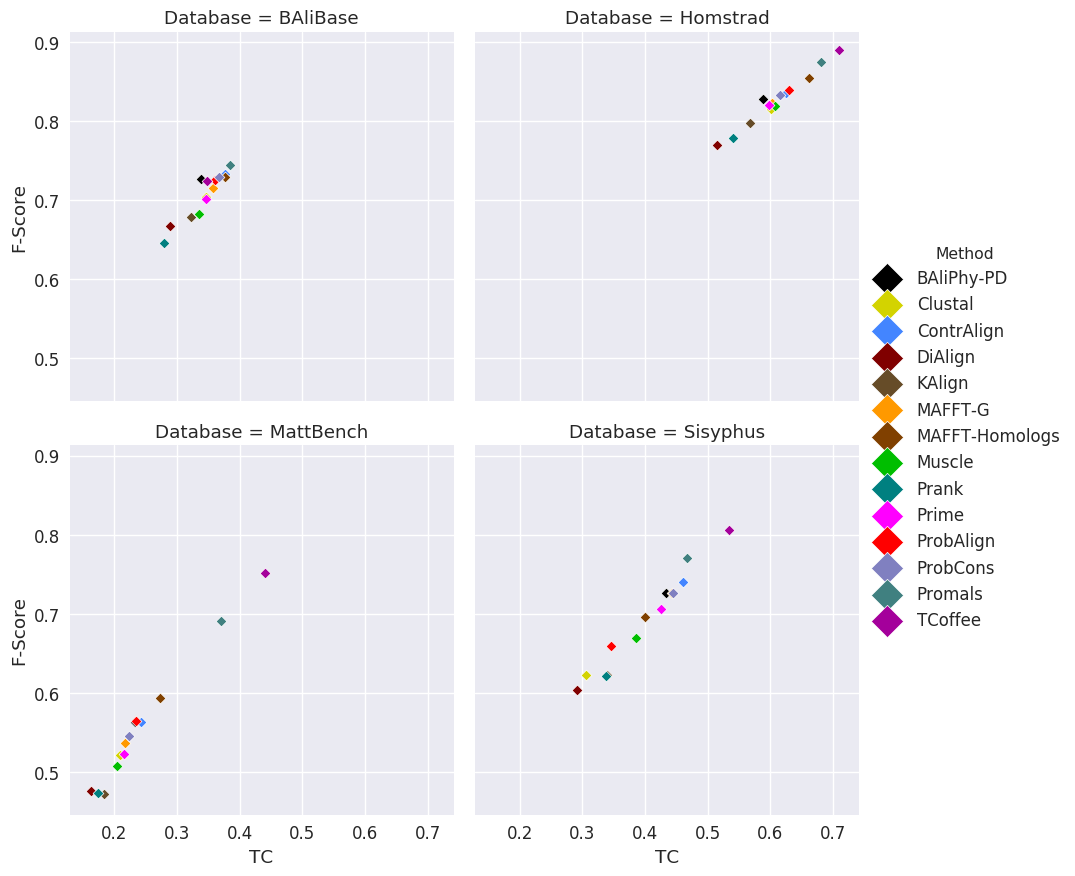 Database = BAliBase
Database = Homstrad
0.9
0.8
0.7
0.6
0.5
F-Score
Database = MattBench
Database = Sisyphus
0.9
0.8
0.7
0.6
0.5
F-Score
0.2 0.3 0.4 0.5 0.6 0.7
TC
0.2 0.3 0.4 0.5 0.6 0.7
TC
Method
BAliPhy-PD
Clustal
ContrAlign
DiAlign
KAlign
MAFFT-G
MAFFT-Homologs
Muscle
Prank
Prime
ProbAlign
ProbCons
Promals
TCoffee